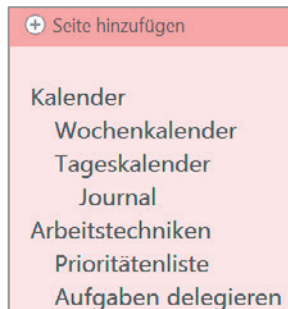 Seite hinzufügen
Kalender
Wochenkalender
Tageskalender
Journal
Arbeitstechniken
Prioritätenliste
Aufgaben delegieren